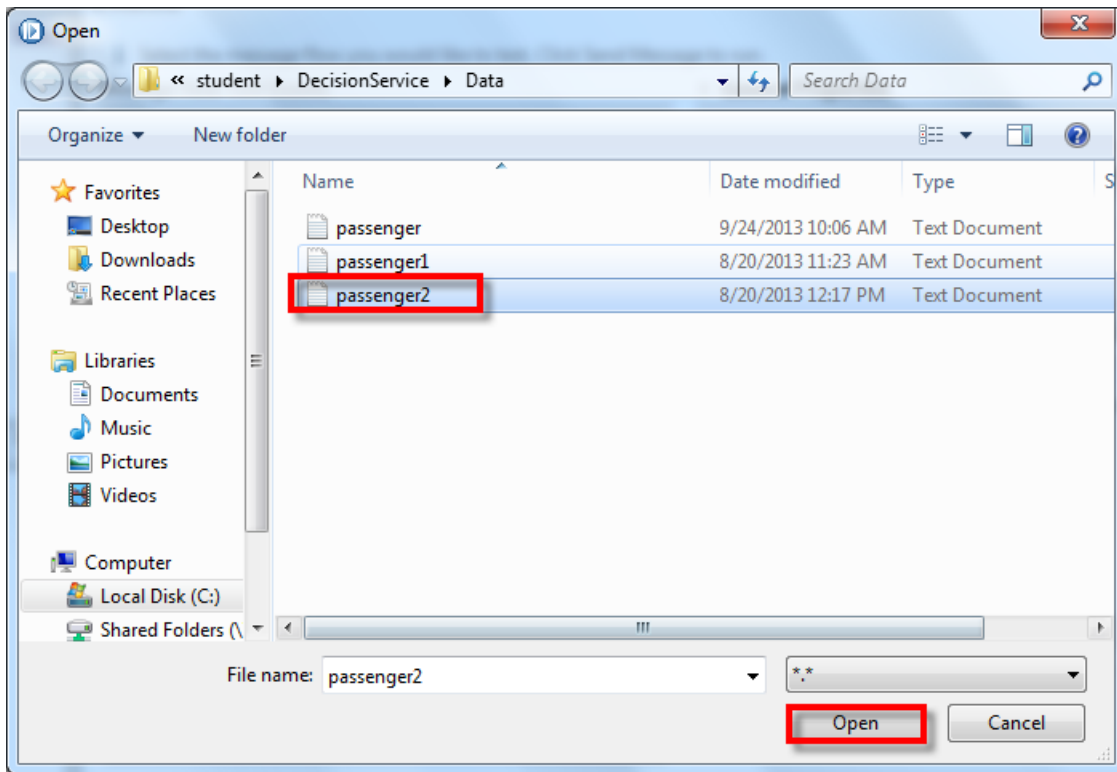 Open
« student ▸ DecisionService ▸ Data Search Data
Organize New folder
Name Date modified Type S
Favorites
Desktop
Downloads
Recent Places
Libraries
Documents
Music
Pictures
Videos
Computer
Local Disk (C:)
Shared Folders (\
passenger 9/24/2013 10:06 AM Text Document
passenger1 8/20/2013 11:23 AM Text Document
passenger2 8/20/2013 12:17 PM Text Document
File name: passenger2 *.*
Open Cancel